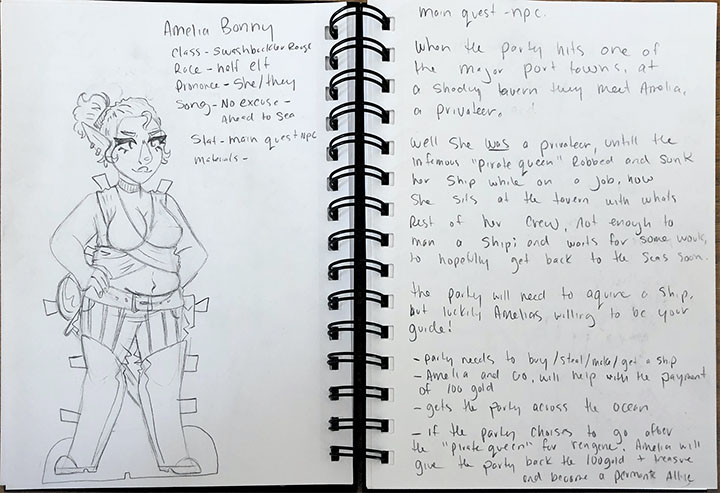 Amelia Bonny
Class - Swashbuckler Rouge
Race - half elf
Pronouns - She/they
Song - No excuse -
Ahead to Sea
Stat - main quest NPC
materials -
main quest - npc.
When the party hits one of
the major port towns, at
a shady tavern they meet Amelia,
a privateer.
Well She was a privateer, untill the
infamous "pirate queen" Robbed and sunk
her ship while on a job, now
She sits at the tavern with whats
Rest of her crew, not enough to
man a ship; and waits for some work,
to hopefully get back to the seas soon.
the party will need to aquire a ship,
but luckily Amelias willing to be your
guide!
- party needs to buy/steal/make/get a ship
- Amelia and co. will help with the payment
of 100 gold
- gets the party across the ocean
- if the party choises to go after
the "pirate queen" for rengence, Amelia will
give the party back the 100gold + treasure
and become a permante Allie